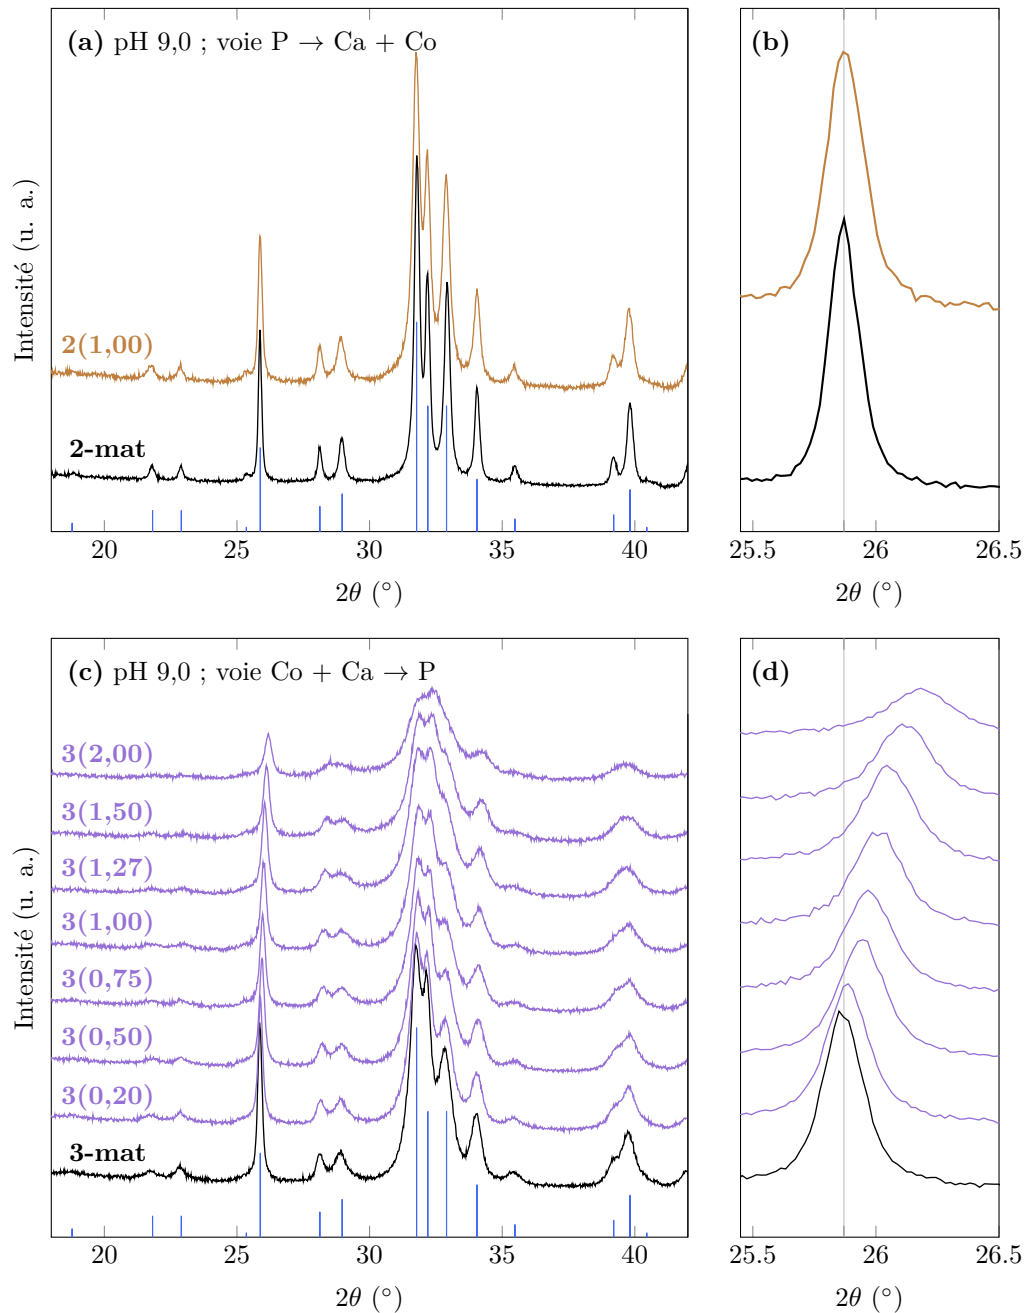 (a) pH 9,0 ; voie P → Ca + Co
(b)
Intensité (u. a.)
2(1,00)
2-mat
20 25 30 35 40
25.5 26 26.5
2θ (°)
2θ (°)
(c) pH 9,0 ; voie Co + Ca → P
(d)
Intensité (u. a.)
3(2,00)
3(1,50)
3(1,27)
3(1,00)
3(0,75)
3(0,50)
3(0,20)
3-mat
20 25 30 35 40
25.5 26 26.5
2θ (°)
2θ (°)